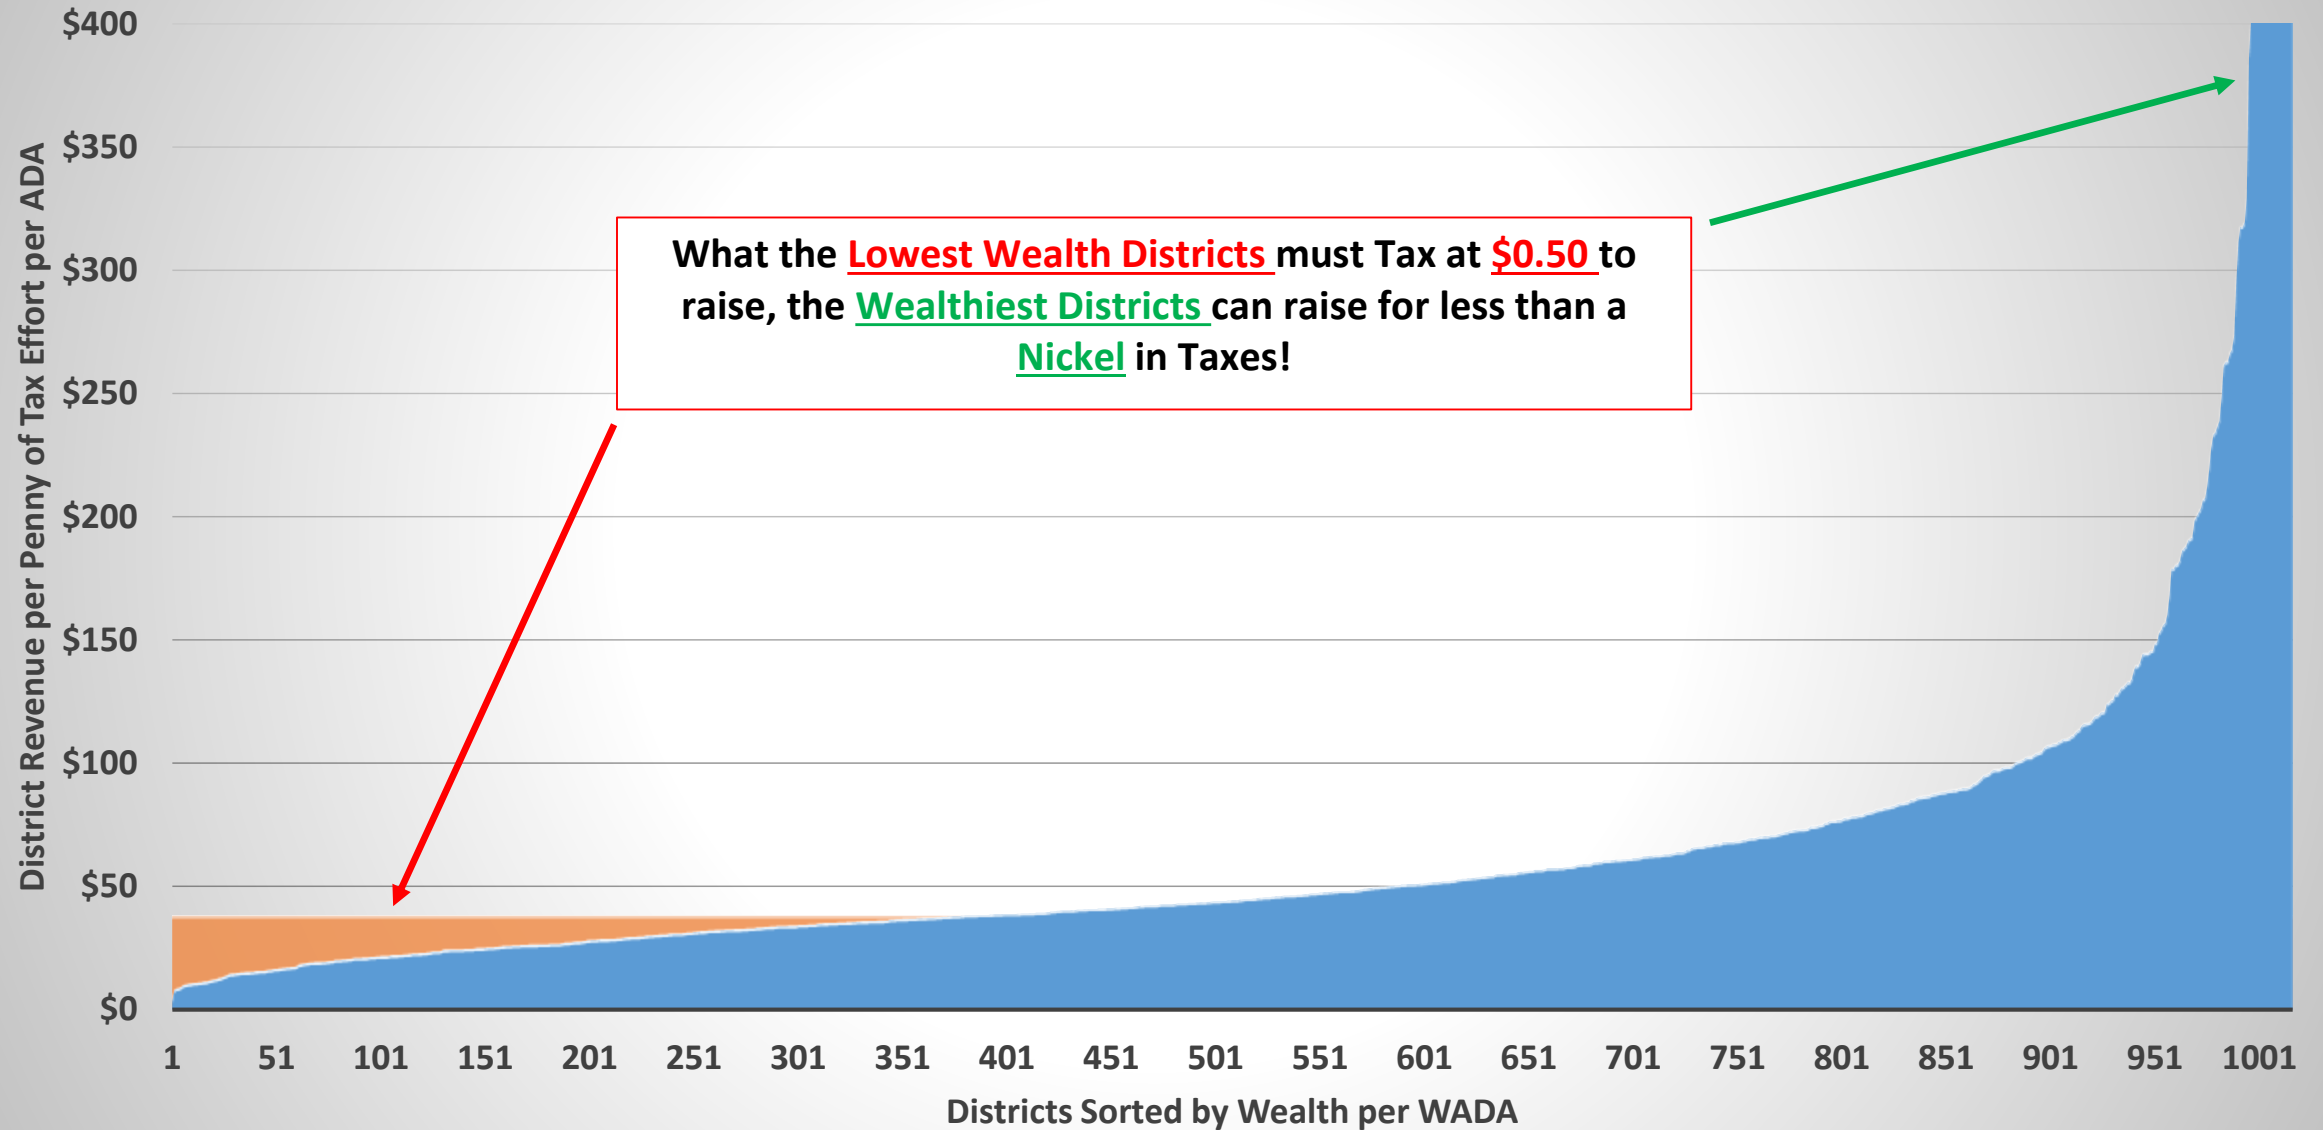 $400
$350
$300
$250
$200
$150
$100
$50
$0
District Revenue per Penny of Tax Effort per ADA
What the Lowest Wealth Districts must Tax at $0.50 to
raise, the Wealthiest Districts can raise for less than a
Nickel in Taxes!
1 51 101 151 201 251 301 351 401 451 501 551 601 651 701 751 801 851 901 951 1001
Districts Sorted by Wealth per WADA